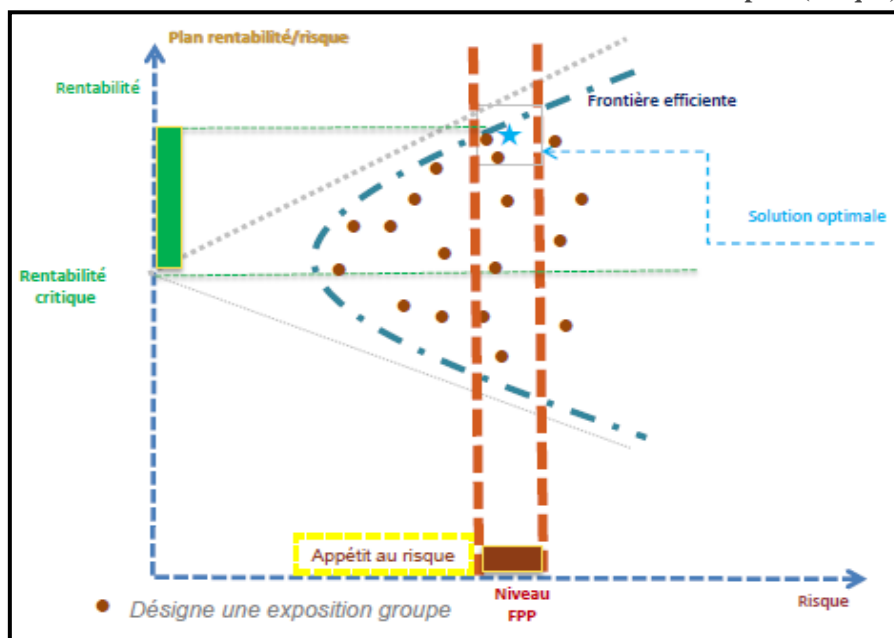 Plan rentabilité/risque
Rentabilité
Frontière efficiente
Solution optimale
Rentabilité
critique
Appétit au risque
Niveau
FPP
Risque
Désigne une exposition groupe